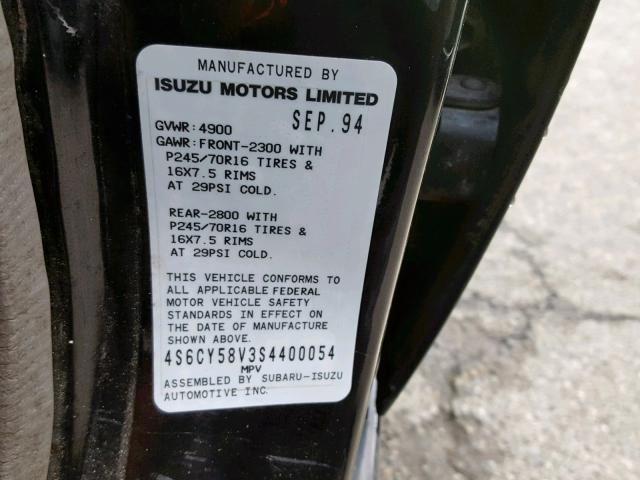 MANUFACTURED BY
ISUZU MOTORS LIMITED
SEP.94
GVWR:4900
GAWR:FRONT-2300 WITH
P245/70R16 TIRES &
16X7.5 RIMS
AT 29PSI COLD.
REAR-2800 WITH
P245/70R16 TIRES &
16X7.5 RIMS
AT 29PSI COLD.
THIS VEHICLE CONFORMS TO
ALL APPLICABLE FEDERAL
MOTOR VEHICLE SAFETY
STANDARDS IN EFFECT ON
THE DATE OF MANUFACTURE
SHOWN ABOVE.
4S6CY58V3S4400054
MPV
ASSEMBLED BY SUBARU-ISUZU
AUTOMOTIVE INC.